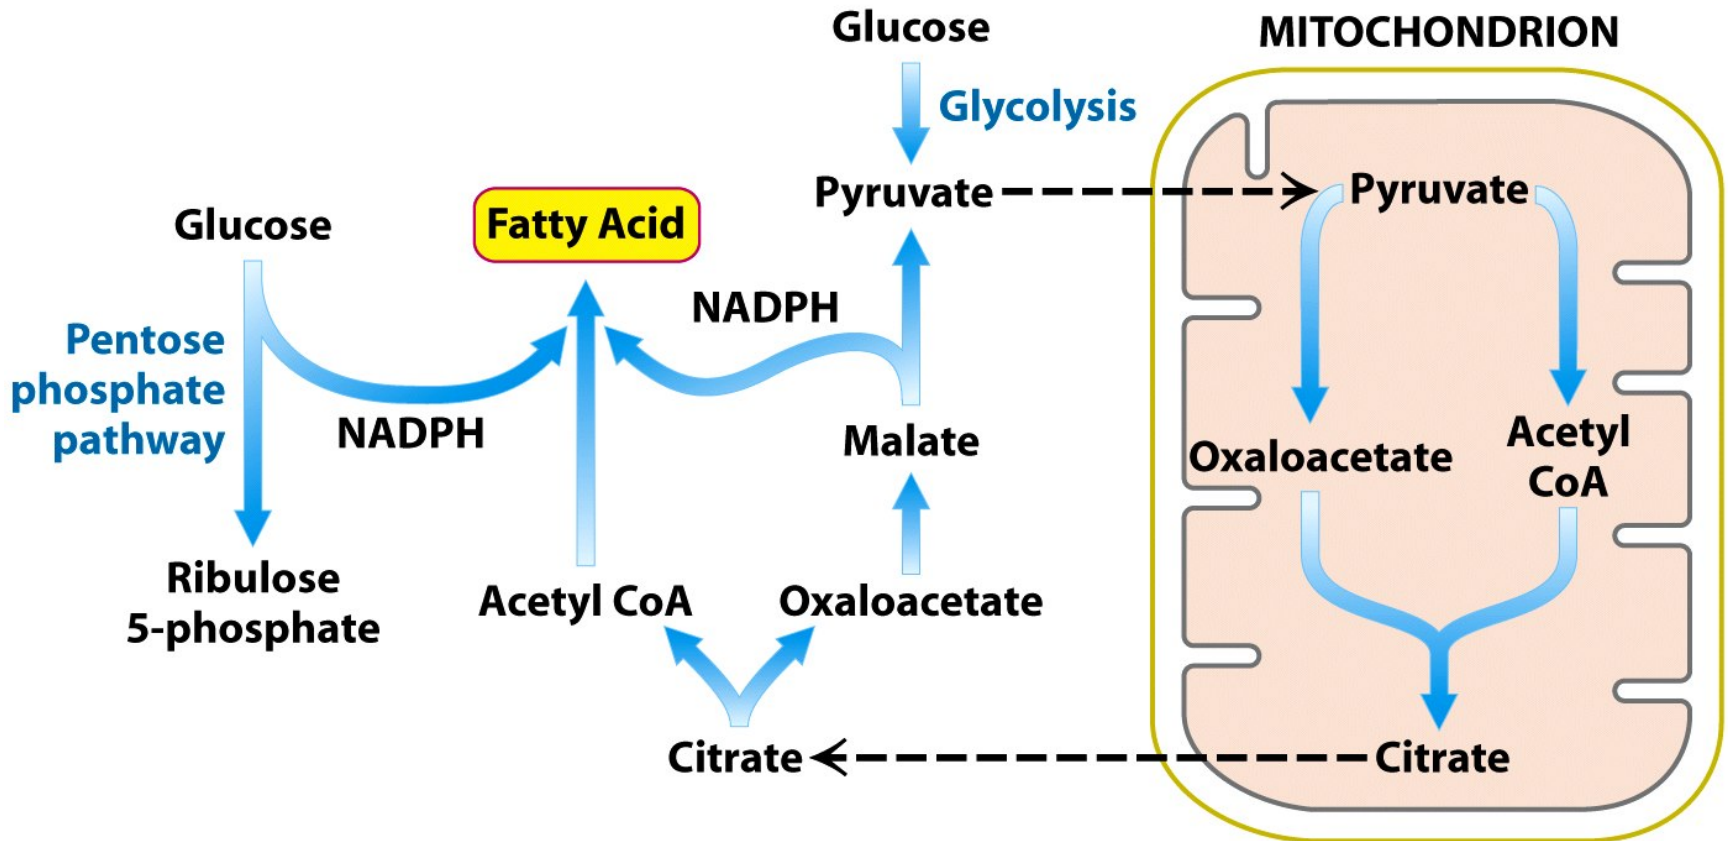 Glucose
MITOCHONDRION
Glycolysis
Pyruvate
Pyruvate
Glucose
Fatty Acid
NADPH
Pentose
phosphate
pathway
NADPH
Malate
Oxaloacetate
Acetyl
CoA
Ribulose
5-phosphate
Acetyl CoA
Oxaloacetate
Citrate
Citrate